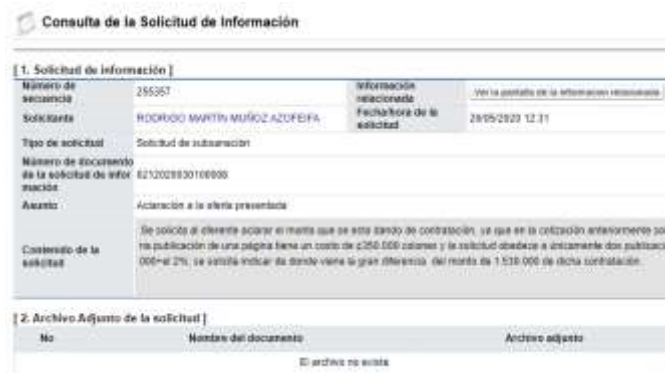 Consulta de la Solicitud de Información
[ 1. Solicitud de información ]
Número de secuencia 255357 Información relacionada Ver la pantalla de la información relacionada
Solicitante RODRIGO MARTÍN MUÑOZ AZOFEIFA Fecha/hora de la solicitud 29/05/2020 12:31
Tipo de solicitud Solicitud de subsanación
Número de documento de la solicitud de información
Asunto Aclaración a la oferta presentada
Contenido de la solicitud
Se solicita al oferente aclarar el monto que se está dando de contratación, ya que en la cotización anteriormente
na publicación de una página tiene un costo de ¢350.000 colones y la solicitud obedece a únicamente dos
000+el 2%, se solicita indicar de donde viene la gran diferencia, del monto de 1.530.000 de dicha contratación.
[ 2. Archivo Adjunto de la solicitud ]
No Nombre del documento Archivo adjunto
El archivo no existe